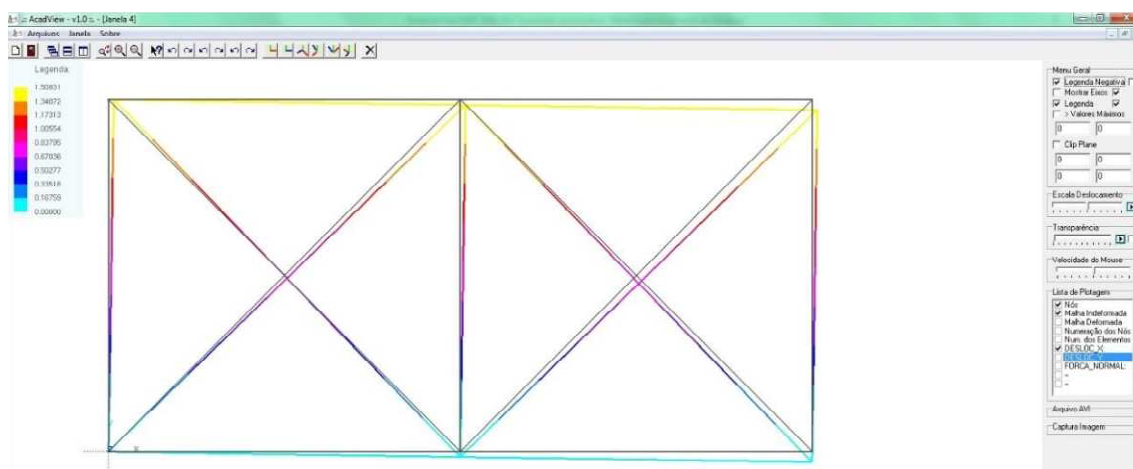 AcadView - v1.0 :. - [Janela 4]
Arquivos Janela Sobre
Legenda
1.50831
1.34072
1.17313
1.00554
0.83795
0.67036
0.50277
0.33518
0.16759
0.00000
Menu Geral
Legenda Negativa
Mostrar Eixos
Legenda
> Valores Máximos
0 0
Clip Plane
0 0
0 0
Escala Deslocamento
Transparência
Velocidade do Mouse
Lista de Plotagem
Nós
Malha Indeformada
Malha Deformada
Numeração dos Nós
Num. dos Elementos
DESLOC_X
DESLOC_Y
FORCA_NORMAL:
Arquivo AVI
Captura Imagem
x